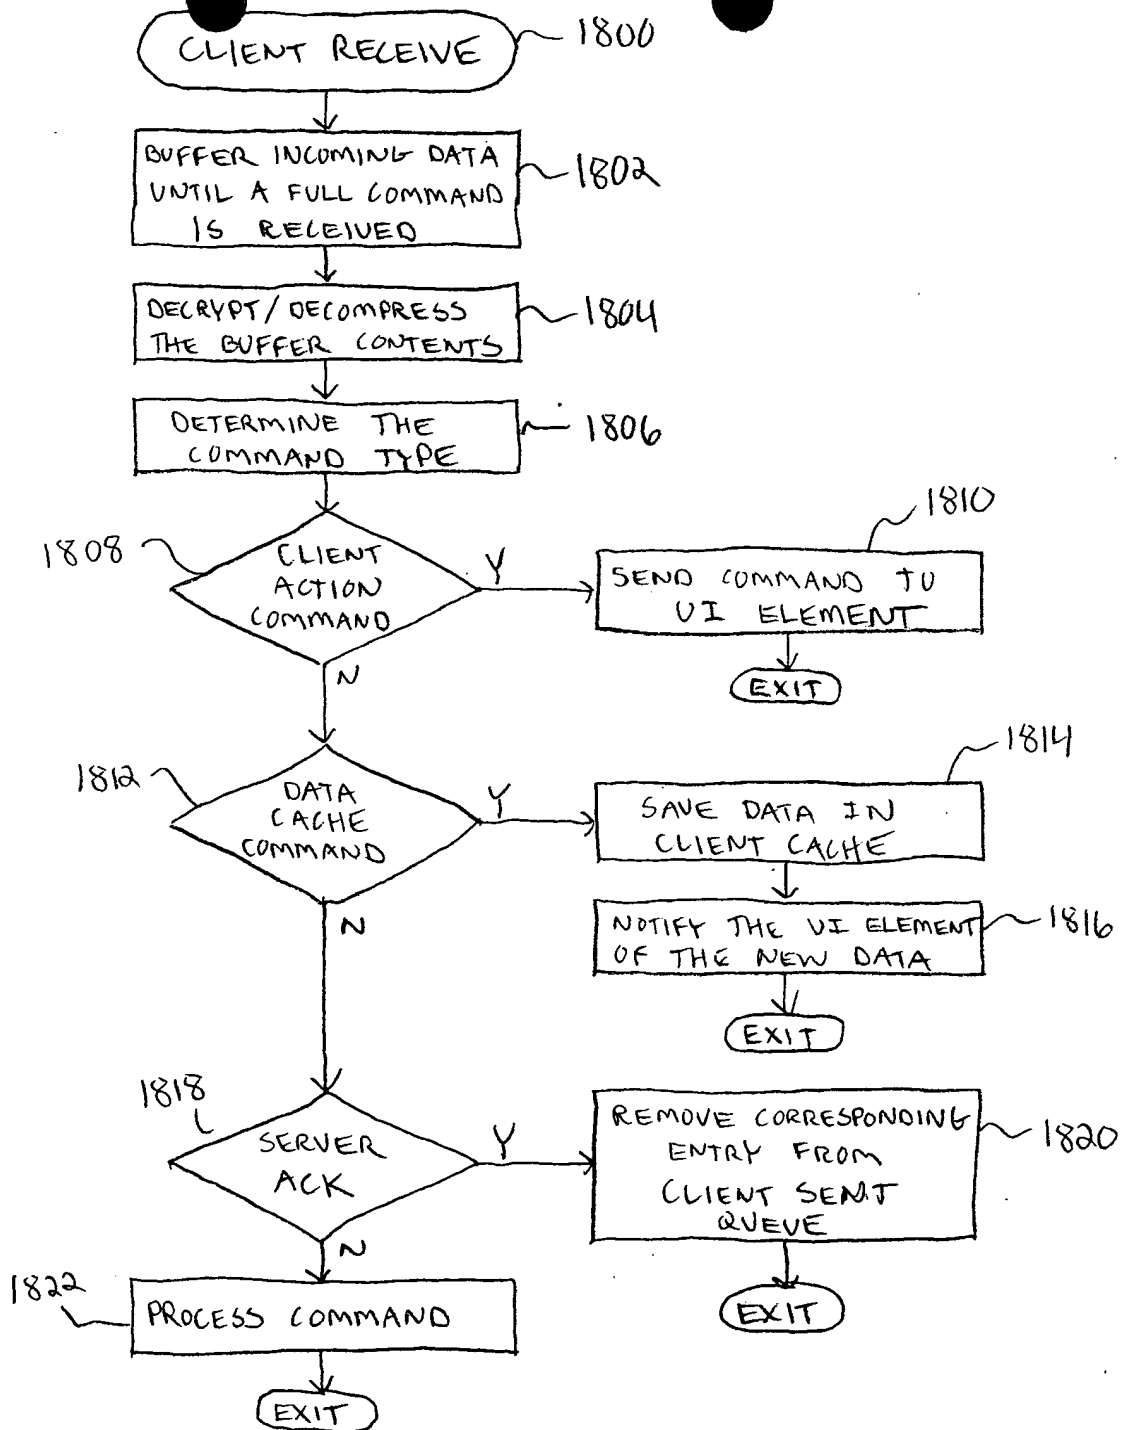 CLIENT RECEIVE
1800
BUFFER INCOMING DATA
UNTIL A FULL COMMAND
IS RECEIVED
1802
DECRYPT/DECOMPRESS
THE BUFFER CONTENTS
1804
DETERMINE THE
COMMAND TYPE
1806
1808
CLIENT
ACTION
COMMAND
Y
N
1810
SEND COMMAND TO
UI ELEMENT
EXIT
1812
DATA
CACHE
COMMAND
Y
N
1814
SAVE DATA IN
CLIENT CACHE
NOTIFY THE UI ELEMENT
OF THE NEW DATA
1816
EXIT
1818
SERVER
ACK
Y
N
REMOVE CORRESPONDING
ENTRY FROM
CLIENT SENT
QUEUE
1820
EXIT
1822
PROCESS COMMAND
EXIT